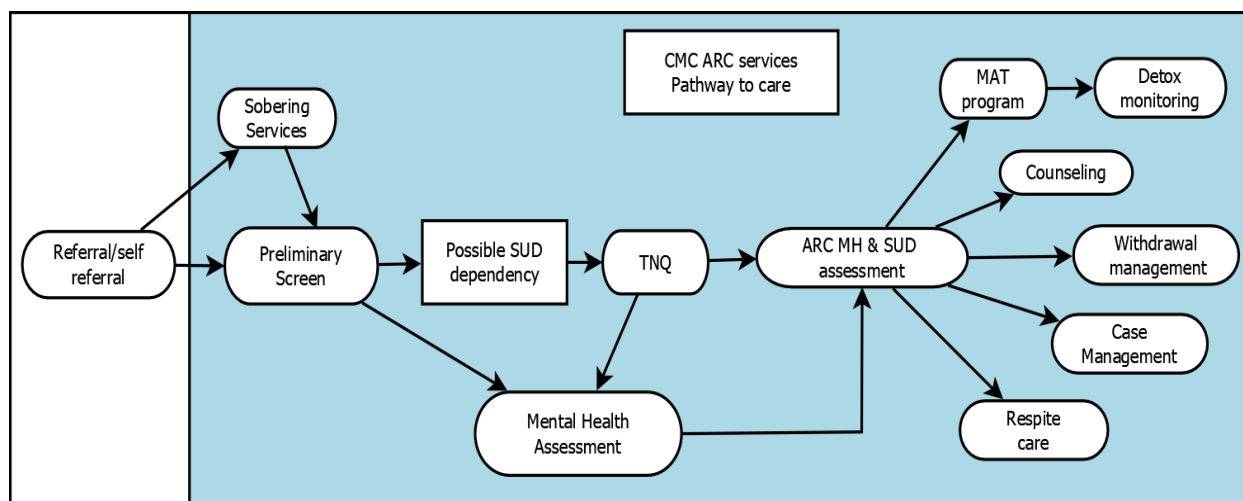 CMC ARC services
Pathway to care
Sobering
Services
Referral/self
referral
Preliminary
Screen
Possible SUD
dependency
TNQ
Mental Health
Assessment
ARC MH & SUD
assessment
MAT
program
Detox
monitoring
Counseling
Withdrawal
management
Case
Management
Respite
care